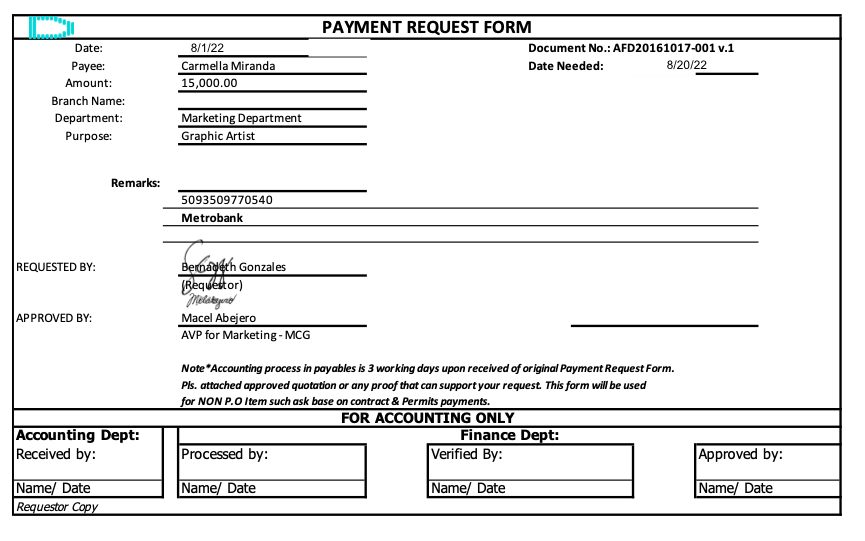 PAYMENT REQUEST FORM
Date: 8/1/22 Document No.: AFD20161017-001 v.1
Payee: Carmella Miranda Date Needed: 8/20/22
Amount: 15,000.00
Branch Name:
Department: Marketing Department
Purpose: Graphic Artist
Remarks:
5093509770540
Metrobank
REQUESTED BY: Bernadeth Gonzales
(Requestor)
APPROVED BY: Macel Abejero
AVP for Marketing - MCG
Note*Accounting process in payables is 3 working days upon received of original Payment Request Form.
Pls. attached approved quotation or any proof that can support your request. This form will be used
for NON P.O Item such ask base on contract & Permits payments.
FOR ACCOUNTING ONLY
Accounting Dept: Finance Dept:
Received by: Processed by: Verified By: Approved by:
Name/ Date Name/ Date Name/ Date Name/ Date
Requestor Copy